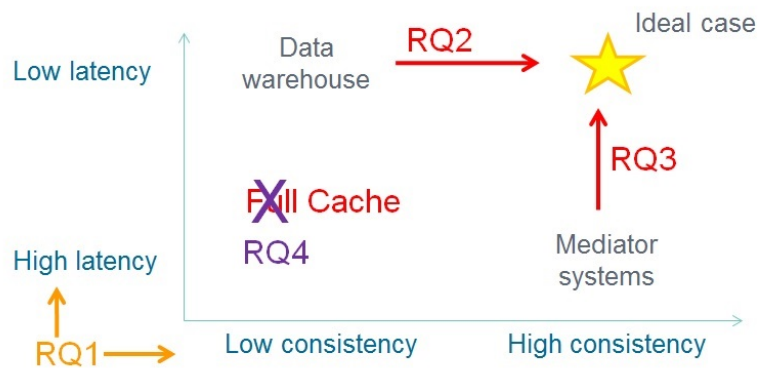 Ideal case
Data
warehouse
RQ2
Low latency
RQ3
Full Cache
RQ4
Mediator
systems
High latency
RQ1
Low consistency
High consistency